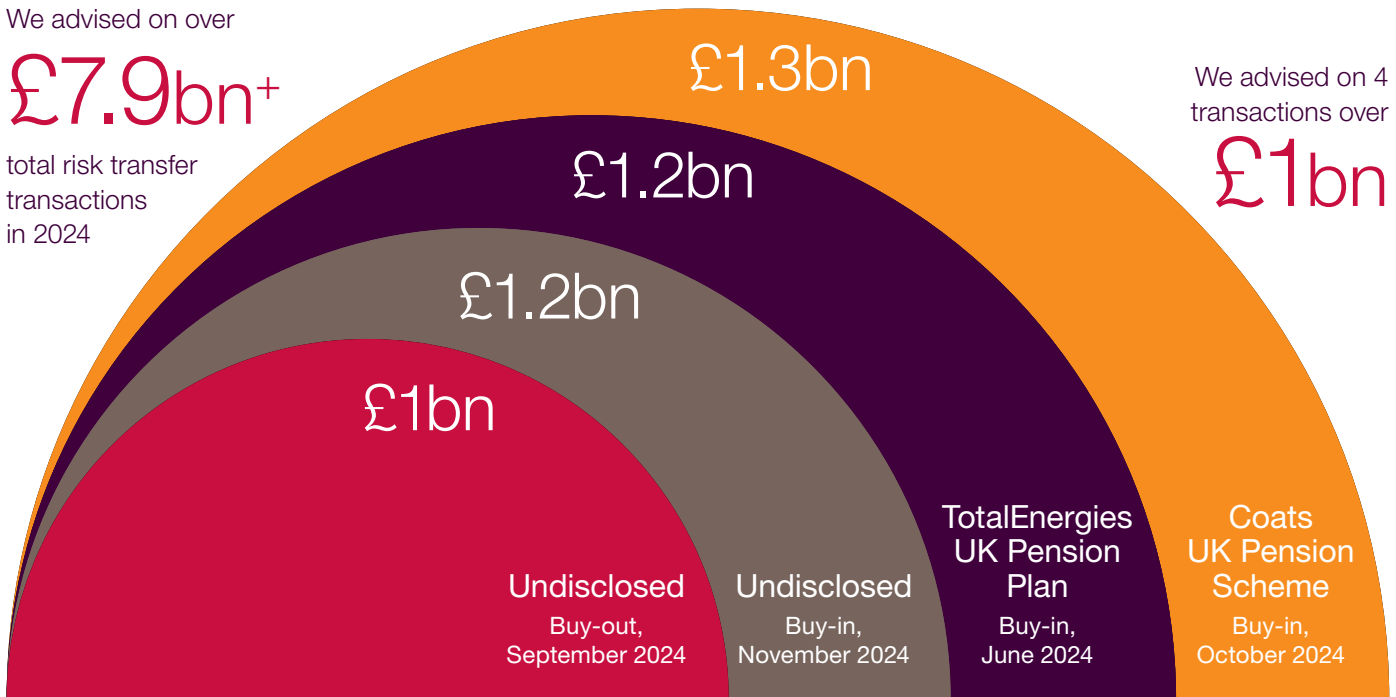 We advised on over
£7.9bn+
total risk transfer
transactions
in 2024
We advised on 4
transactions over
£1bn
£1.3bn
£1.2bn
£1.2bn
£1bn
Undisclosed
Buy-out,
September 2024
Undisclosed
Buy-in,
November 2024
TotalEnergies
UK Pension
Plan
Buy-in,
June 2024
Coats
UK Pension
Scheme
Buy-in,
October 2024